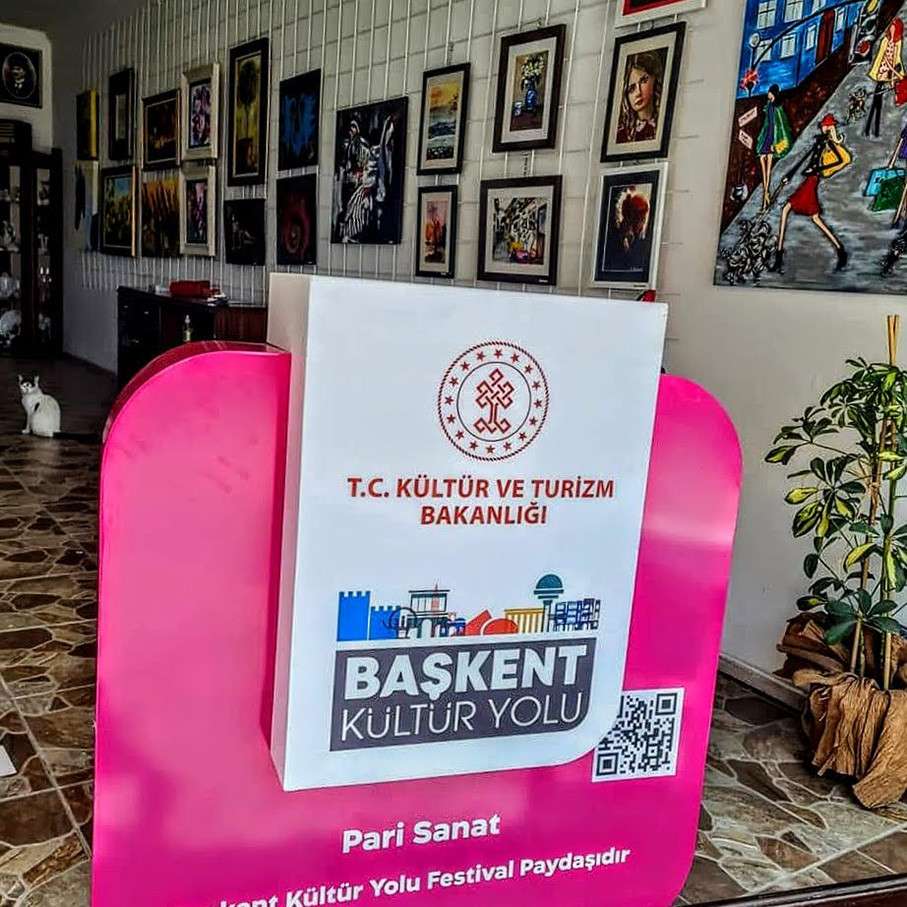 T.C. KÜLTÜR VE TURİZM
BAKANLIĞI
BAŞKENT
KÜLTÜR YOLU
Pari Sanat
Kültür Yolu Festival Paydaşıdır